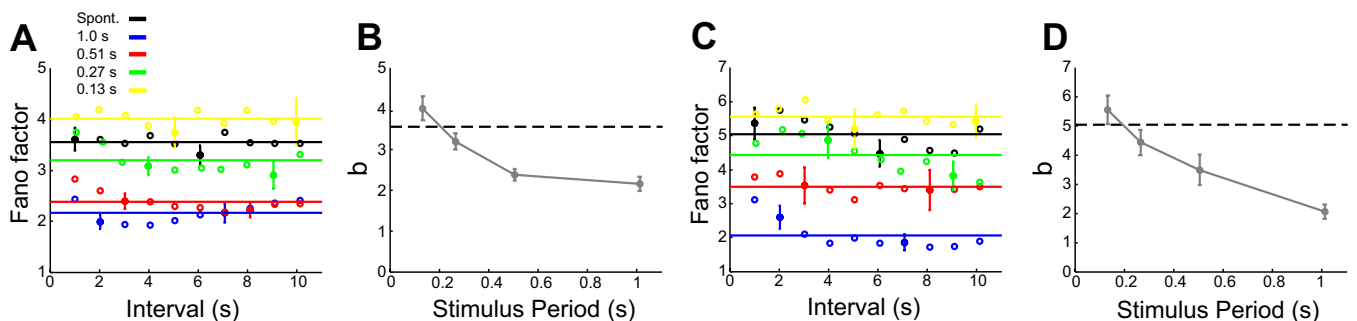 A
Spont.
1.0 s
0.51 s
0.27 s
0.13 s
Fano factor
5
4
3
2
1
0 2 4 6 8 10
Interval (s)
B
b
5
4
3
2
1
0
0 0.2 0.4 0.6 0.8 1
Stimulus Period (s)
C
Fano factor
7
6
5
4
3
2
1
0
0 2 4 6 8 10
Interval (s)
D
b
7
6
5
4
3
2
1
0
0 0.2 0.4 0.6 0.8 1
Stimulus Period (s)